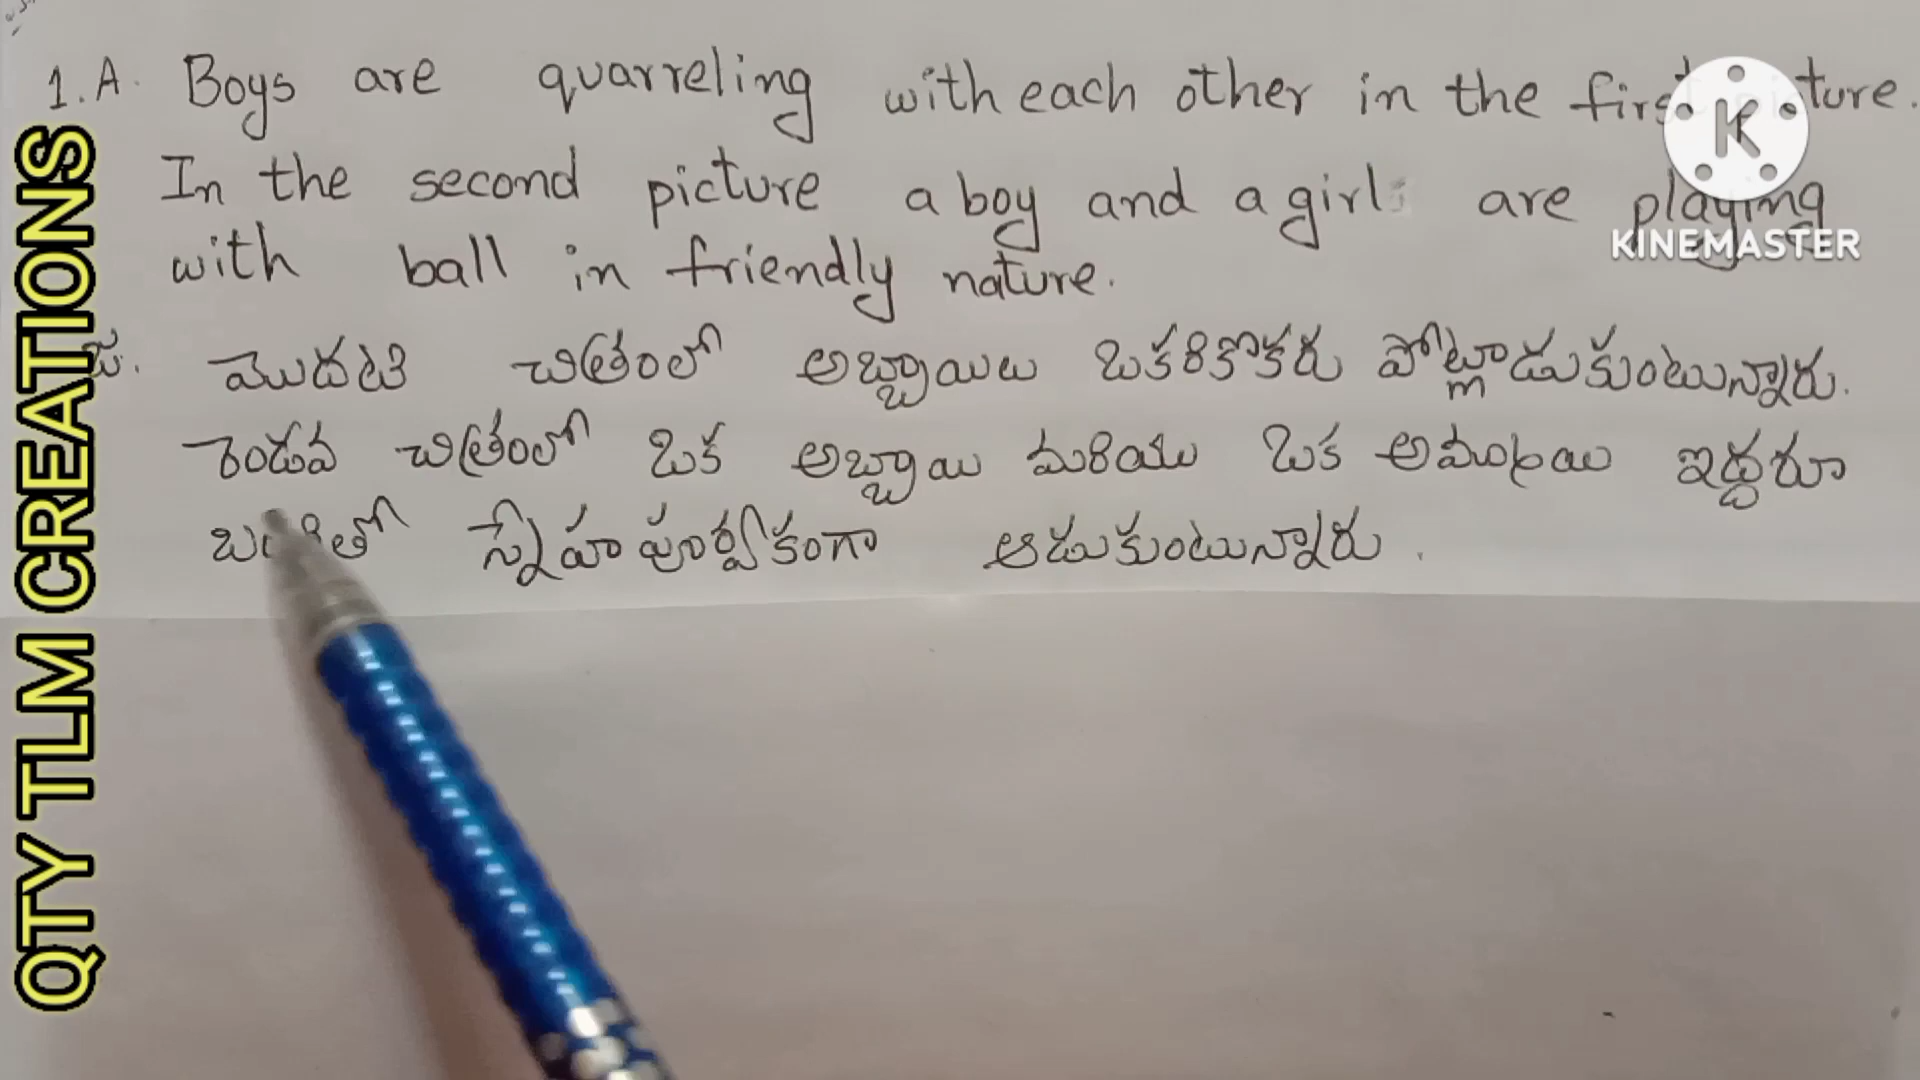 1.A. Boys are quarreling with each other in the first picture.
In the second picture a boy and a girl are playing
with ball in friendly nature.
జ. మొదటి చిత్రంలో అబ్బాయిలు ఒకరికొకరు పోట్లాడుకుంటున్నారు.
రెండవ చిత్రంలో ఒక అబ్బాయి మరియు ఒక అమ్మాయి ఇద్దరూ
స్నేహపూర్వకంగా ఆడుకుంటున్నారు.
KINEMASTER
QTY TLM CREATIONS